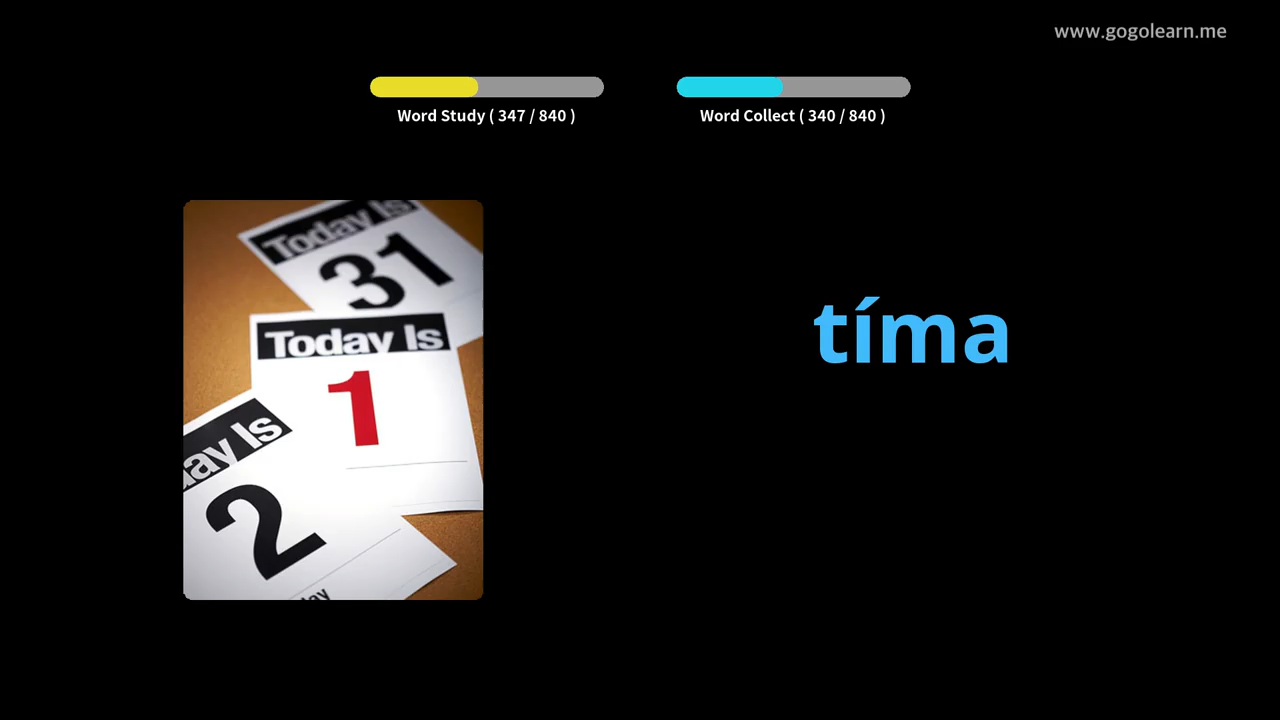 www.gogolearn.me
Word Study ( 347 / 840 )
Word Collect ( 340 / 840 )
Today Is
31
Today Is
1
day Is
2
day
tíma